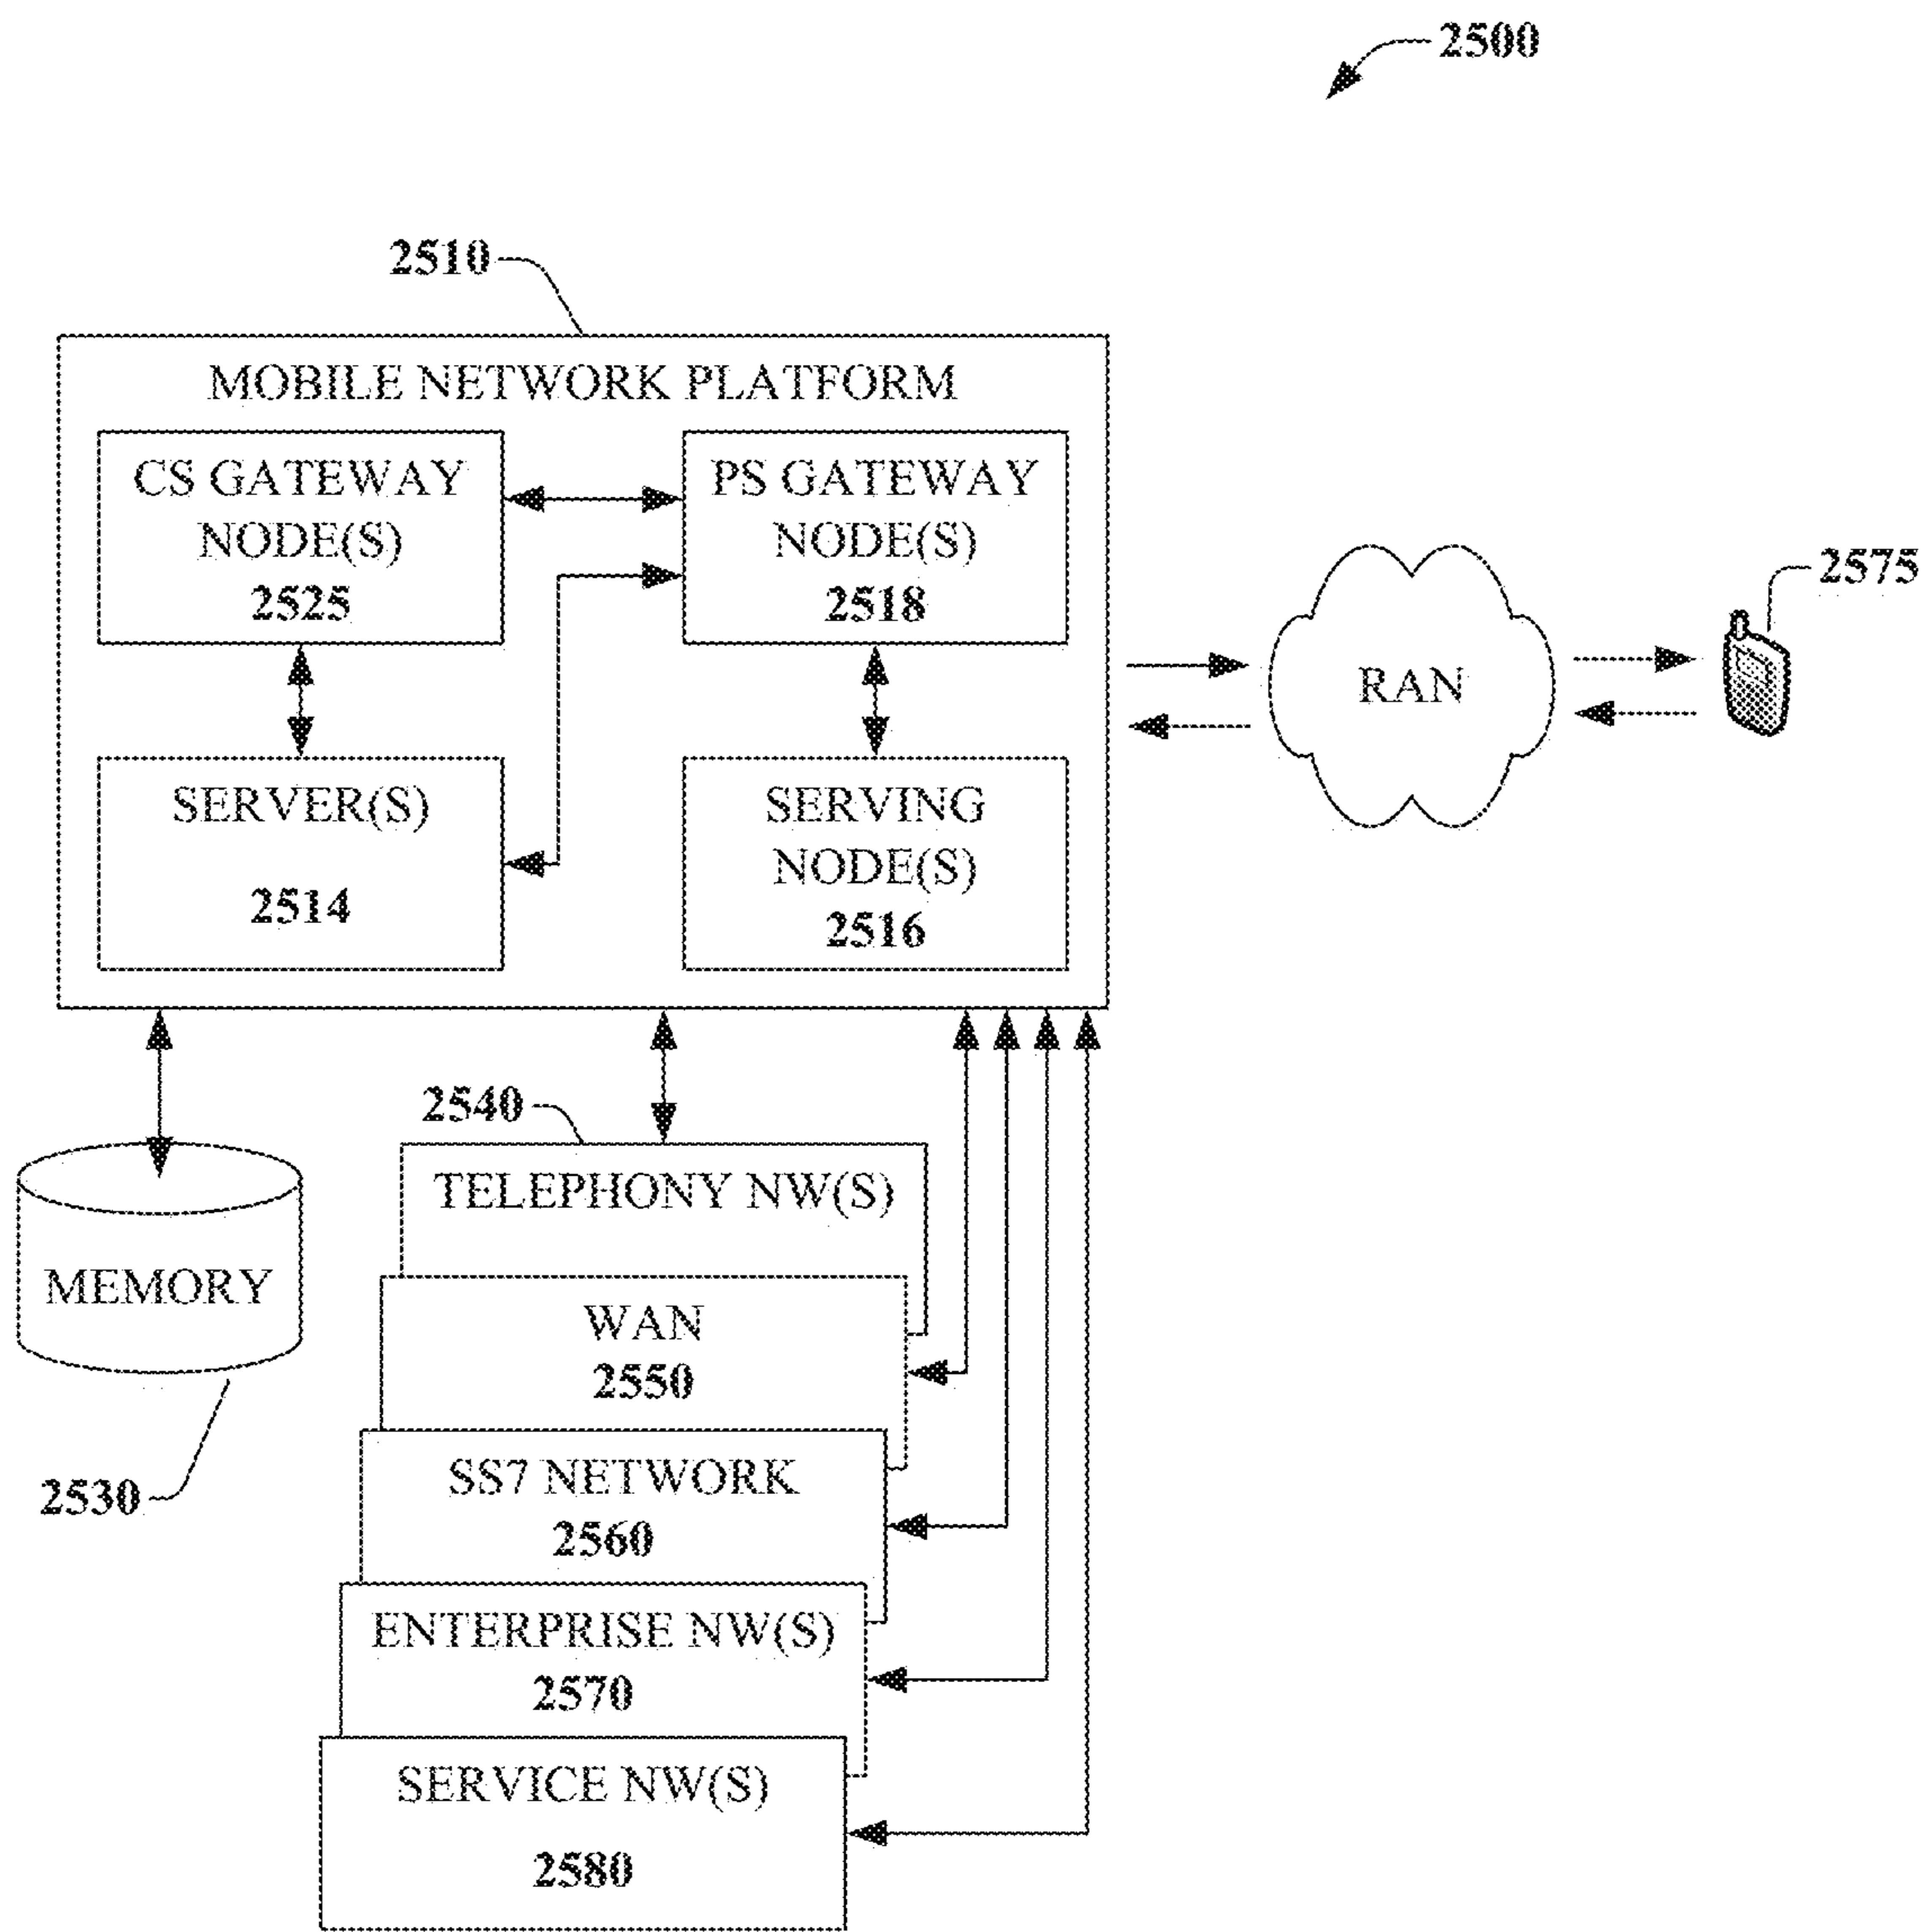 2500
2510
MOBILE NETWORK PLATFORM
CS GATEWAY
NODE(S)
2525
PS GATEWAY
NODE(S)
2518
SERVER(S)
2514
SERVING
NODE(S)
2516
RAN
2575
2540
TELEPHONY NW(S)
MEMORY
2530
WAN
2550
SS7 NETWORK
2560
ENTERPRISE NW(S)
2570
SERVICE NW(S)
2580